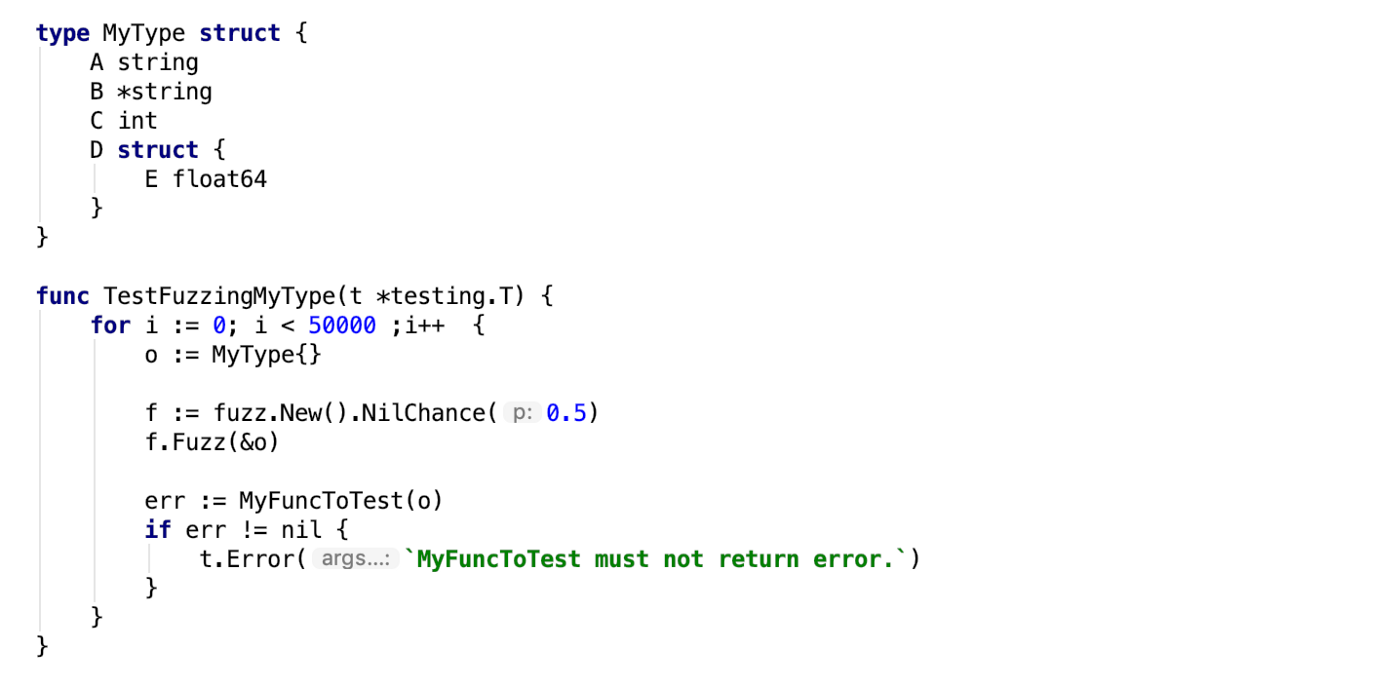 type MyType struct {
    A string
    B *string
    C int
    D struct {
        E float64
    }
}

func TestFuzzingMyType(t *testing.T) {
    for i := 0; i < 50000 ;i++  {
        o := MyType{}

        f := fuzz.New().NilChance( p: 0.5)
        f.Fuzz(&o)

        err := MyFuncToTest(o)
        if err != nil {
            t.Error( args...: `MyFuncToTest must not return error.`)
        }
    }
}